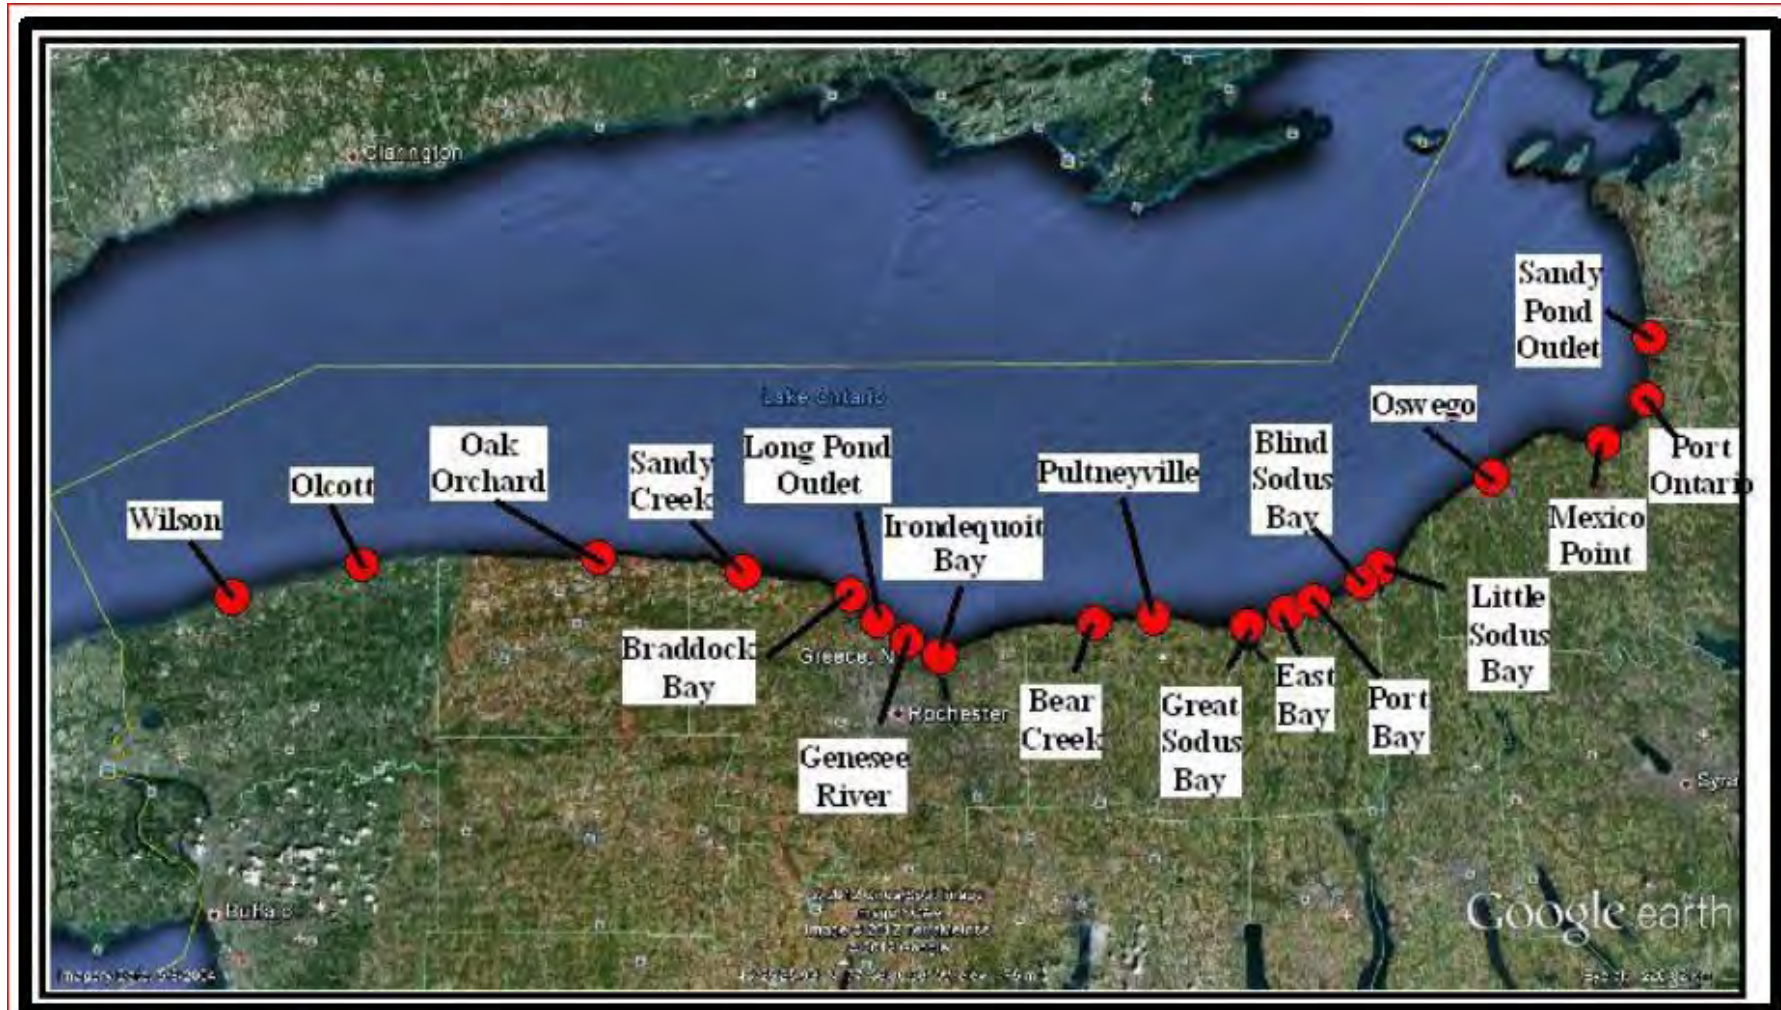 Clarington
Sandy
Pond
Outlet
Lake Ontario
Oswego
Oak
Orchard
Sandy
Creek
Long Pond
Outlet
Pultneyville
Blind
Sodus
Bay
Port
Ontario
Olcott
Wilson
Irondequoit
Bay
Mexico
Point
Little
Sodus
Bay
Braddock
Bay
Greece, N
East
Bay
Bear
Creek
Great
Sodus
Bay
Port
Bay
Rochester
Genesee
River
Syra
Buffalo
Google earth